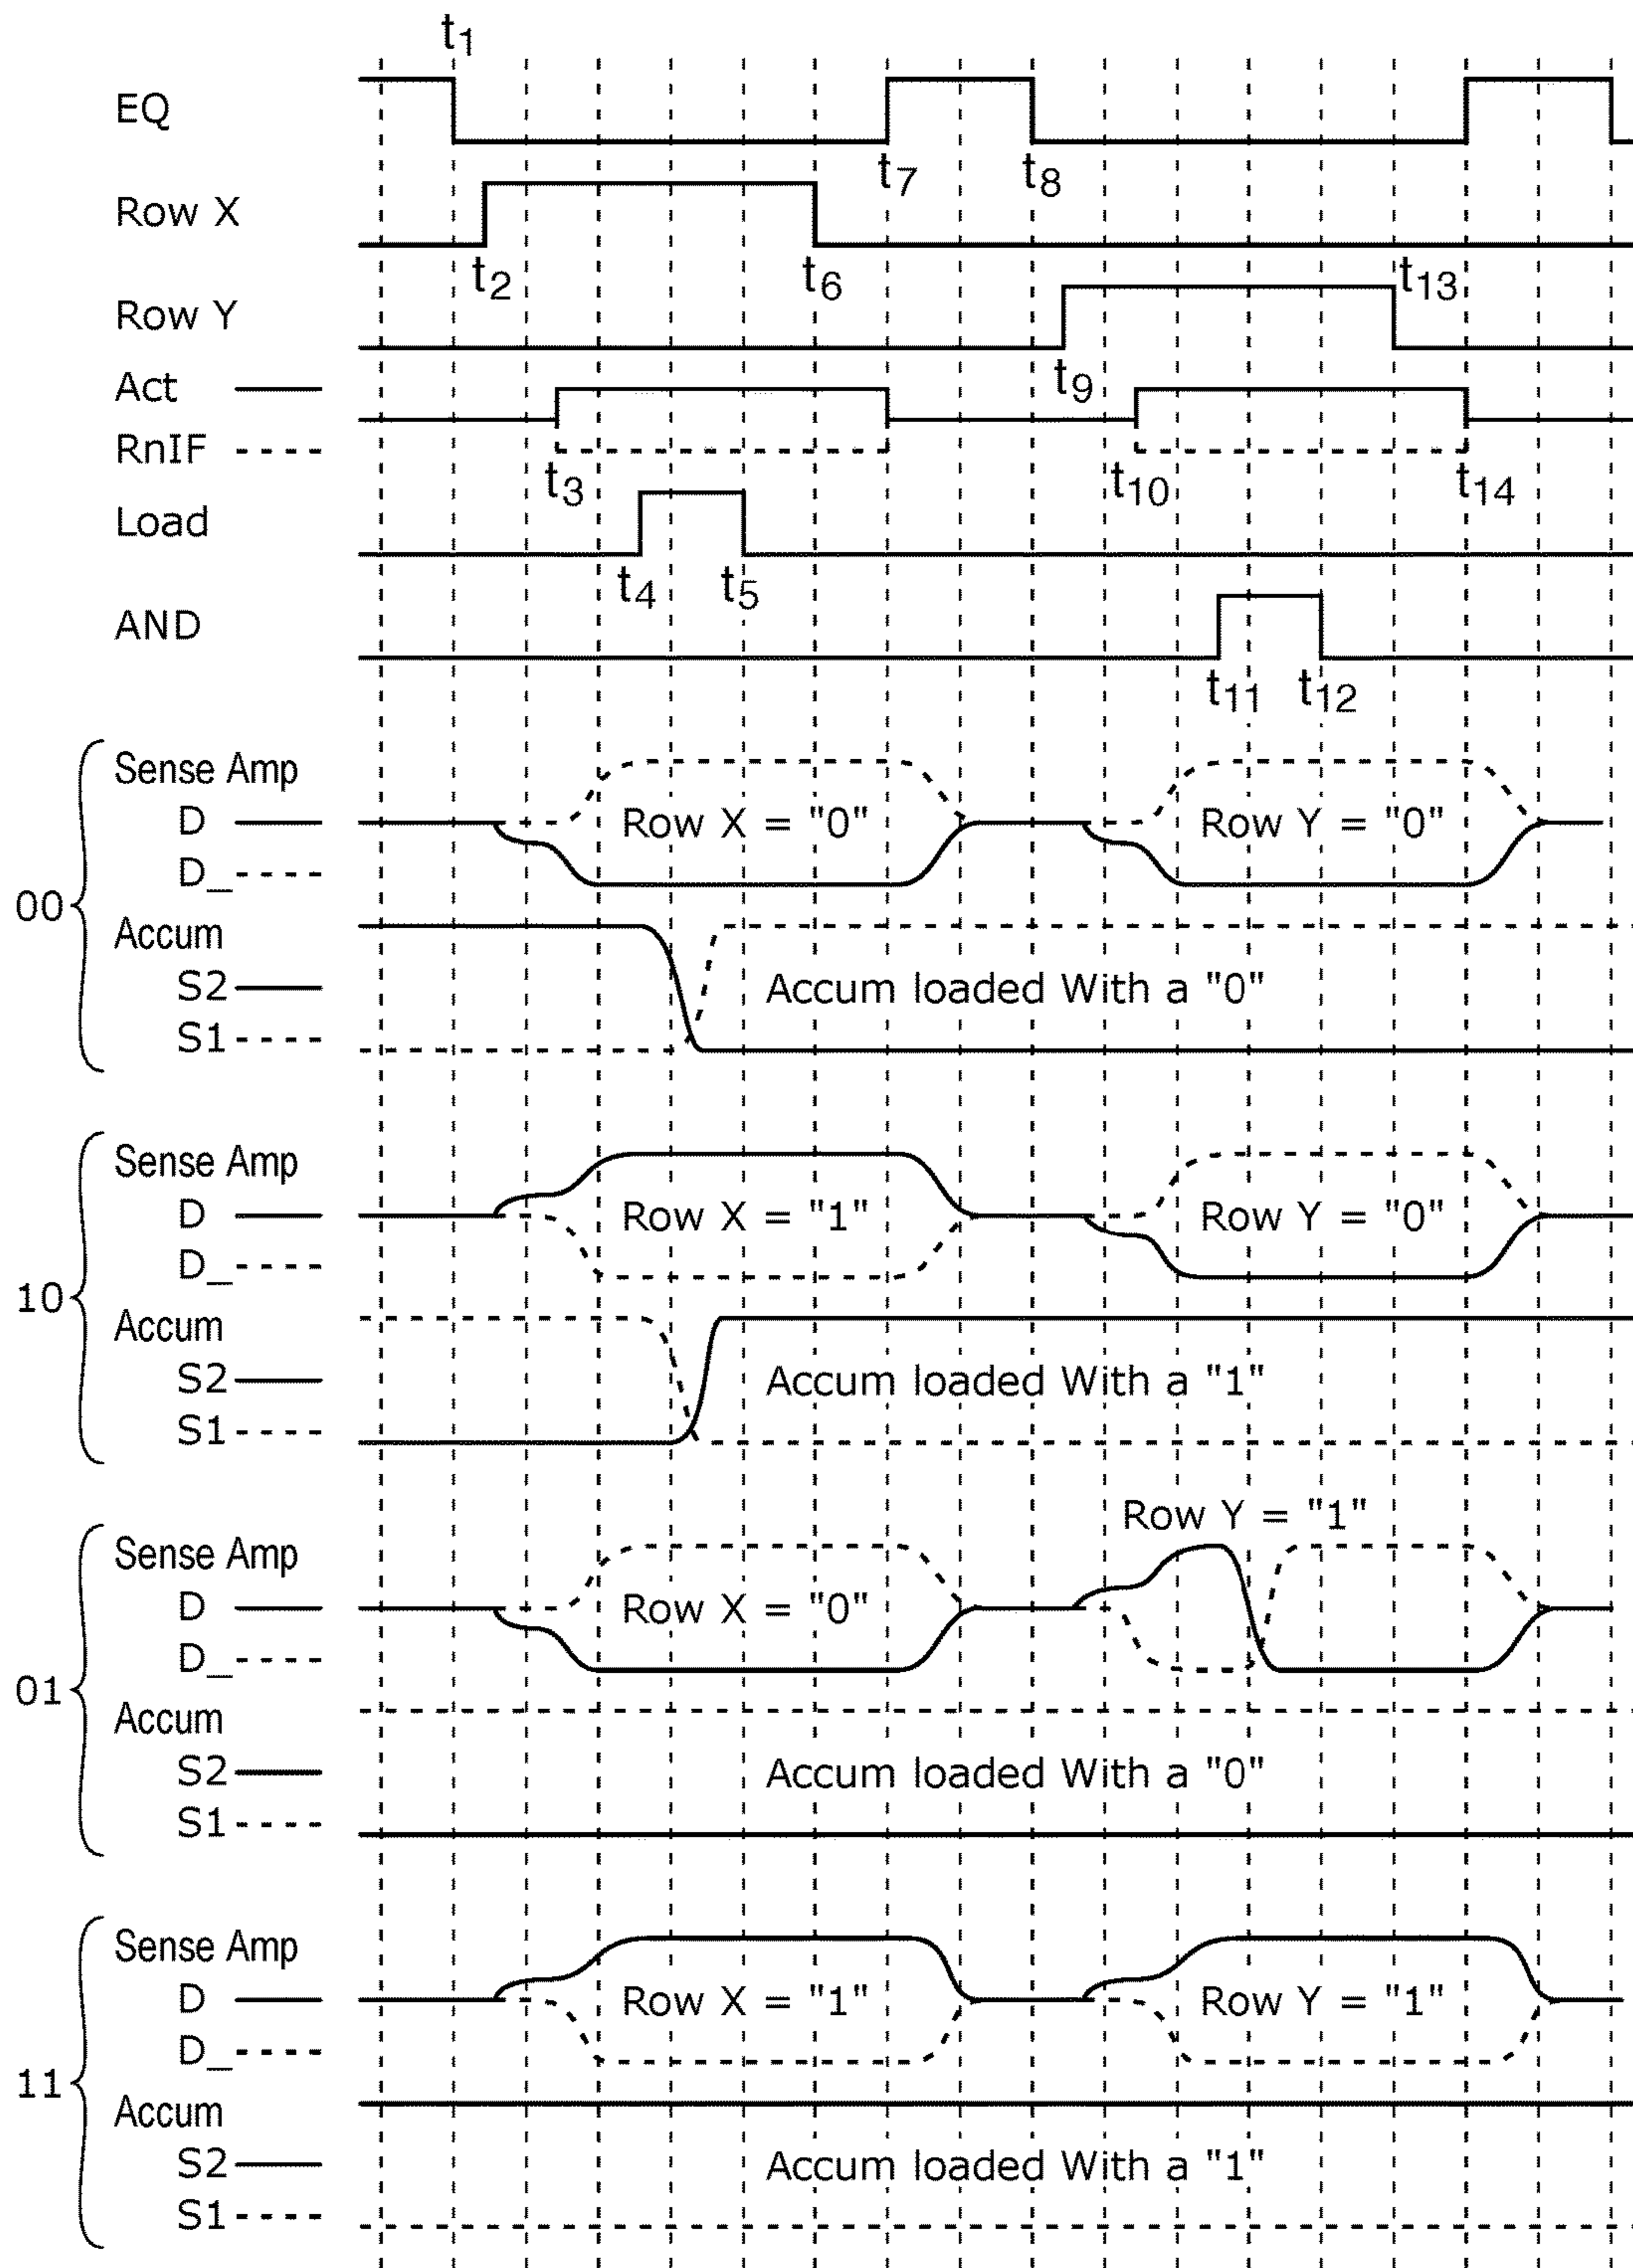 t1
EQ
t7 t8
Row X
t2 t6 t13
Row Y
t9
Act
RnIF
t3 t10 t14
Load
t4 t5
AND
t11 t12
00
Sense Amp
D Row X = "0" Row Y = "0"
D_
Accum
S2 Accum loaded With a "0"
S1
10
Sense Amp
D Row X = "1" Row Y = "0"
D_
Accum
S2 Accum loaded With a "1"
S1
Row Y = "1"
01
Sense Amp
D Row X = "0"
D_
Accum
S2 Accum loaded With a "0"
S1
11
Sense Amp
D Row X = "1" Row Y = "1"
D_
Accum
S2 Accum loaded With a "1"
S1